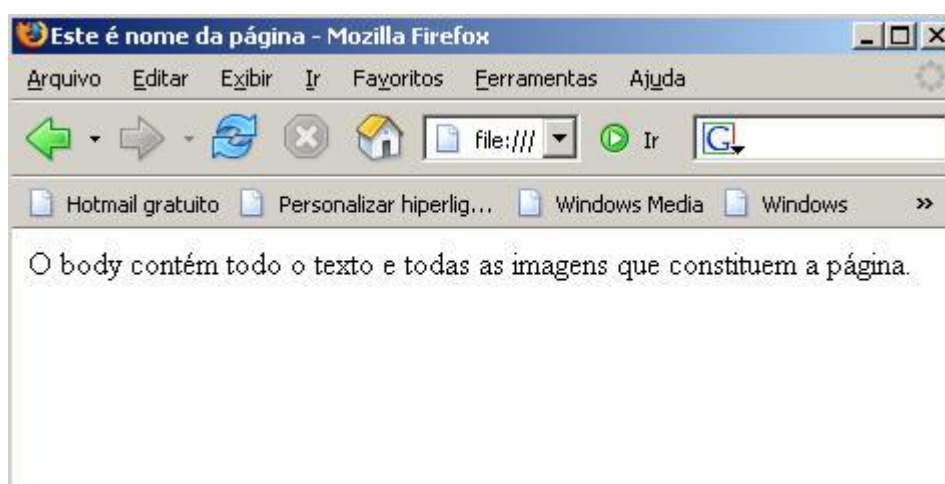 Este é nome da página - Mozilla Firefox
Arquivo Editar Exibir Ir Favoritos Ferramentas Ajuda
file:/// Ir G
Hotmail gratuito Personalizar hiperlig... Windows Media Windows »
O body contém todo o texto e todas as imagens que constituem a página.